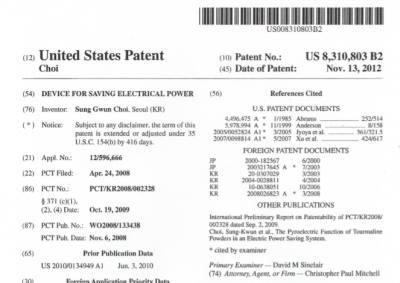 US008310803B2
(12) United States Patent
Choi
(10) Patent No.: US 8,310,803 B2
(45) Date of Patent: Nov. 13, 2012
(54) DEVICE FOR SAVING ELECTRICAL POWER
(76) Inventor: Sung Gwun Choi, Seoul (KR)
( * ) Notice: Subject to any disclaimer, the term of this
patent is extended or adjusted under 35
U.S.C. 154(b) by 416 days.
(21) Appl. No.: 12/596,666
(22) PCT Filed: Apr. 24, 2008
(86) PCT No.: PCT/KR2008/002328
§ 371 (c)(1),
(2), (4) Date: Oct. 19, 2009
(87) PCT Pub. No.: WO2008/133438
PCT Pub. Date: Nov. 6, 2008
(65) Prior Publication Data
US 2010/0134949 A1 Jun. 3, 2010
(30) Foreign Application Priority Data
(56) References Cited
U.S. PATENT DOCUMENTS
4,496,475 A * 1/1985 Abrams 252/514
5,978,994 A * 11/1999 Anderson 8/158
2005/0052824 A1* 3/2005 361/321.5
2007/0098814 A1* 5/2007 Xu et al. 424/617
FOREIGN PATENT DOCUMENTS
JP 2000-182567 6/2000
JP 2003217645 A * 7/2003
KR 20-0307029 3/2003
KR 2004-0028811 4/2004
KR 10-0638051 10/2006
KR 2008026823 A * 3/2008
OTHER PUBLICATIONS
International Preliminary Report on Patentability of PCT/KR2008/
002328 dated Sep. 2, 2009.
Choi, Sung-Kwun et al., The Pyroelectric Function of Tourmaline
Powders in an Electric Power Saving System.
* cited by examiner
Primary Examiner — David M Sinclair
(74) Attorney, Agent, or Firm — Christopher Paul Mitchell